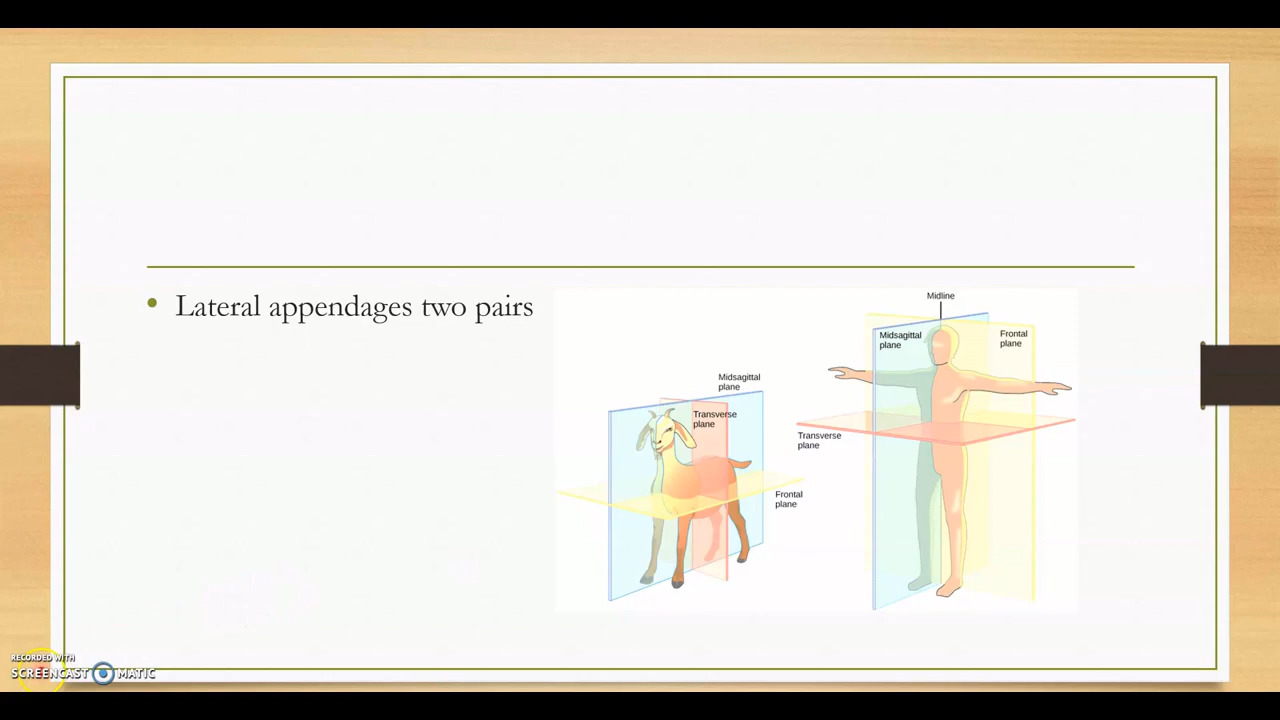 • Lateral appendages two pairs
Midline
Midsagittal
plane
Frontal
plane
Transverse
plane
Midsagittal
plane
Transverse
plane
Frontal
plane
RECORDED WITH
SCREENCAST MATIC